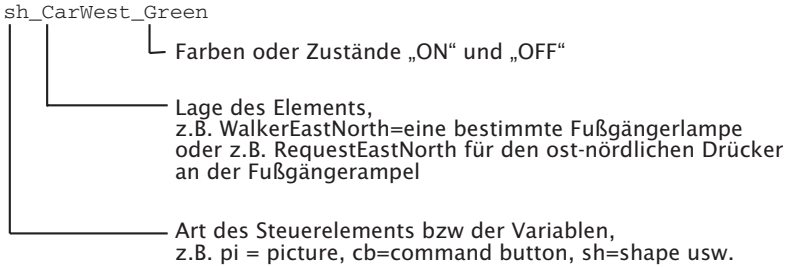 sh_CarWest_Green
Farben oder Zustände „ON“ und „OFF“
Lage des Elements,
z.B. WalkerEastNorth=eine bestimmte Fußgängerlampe
oder z.B. RequestEastNorth für den ost-nördlichen Drücker
an der Fußgängerampel
Art des Steuerelements bzw der Variablen,
z.B. pi = picture, cb=command button, sh=shape usw.